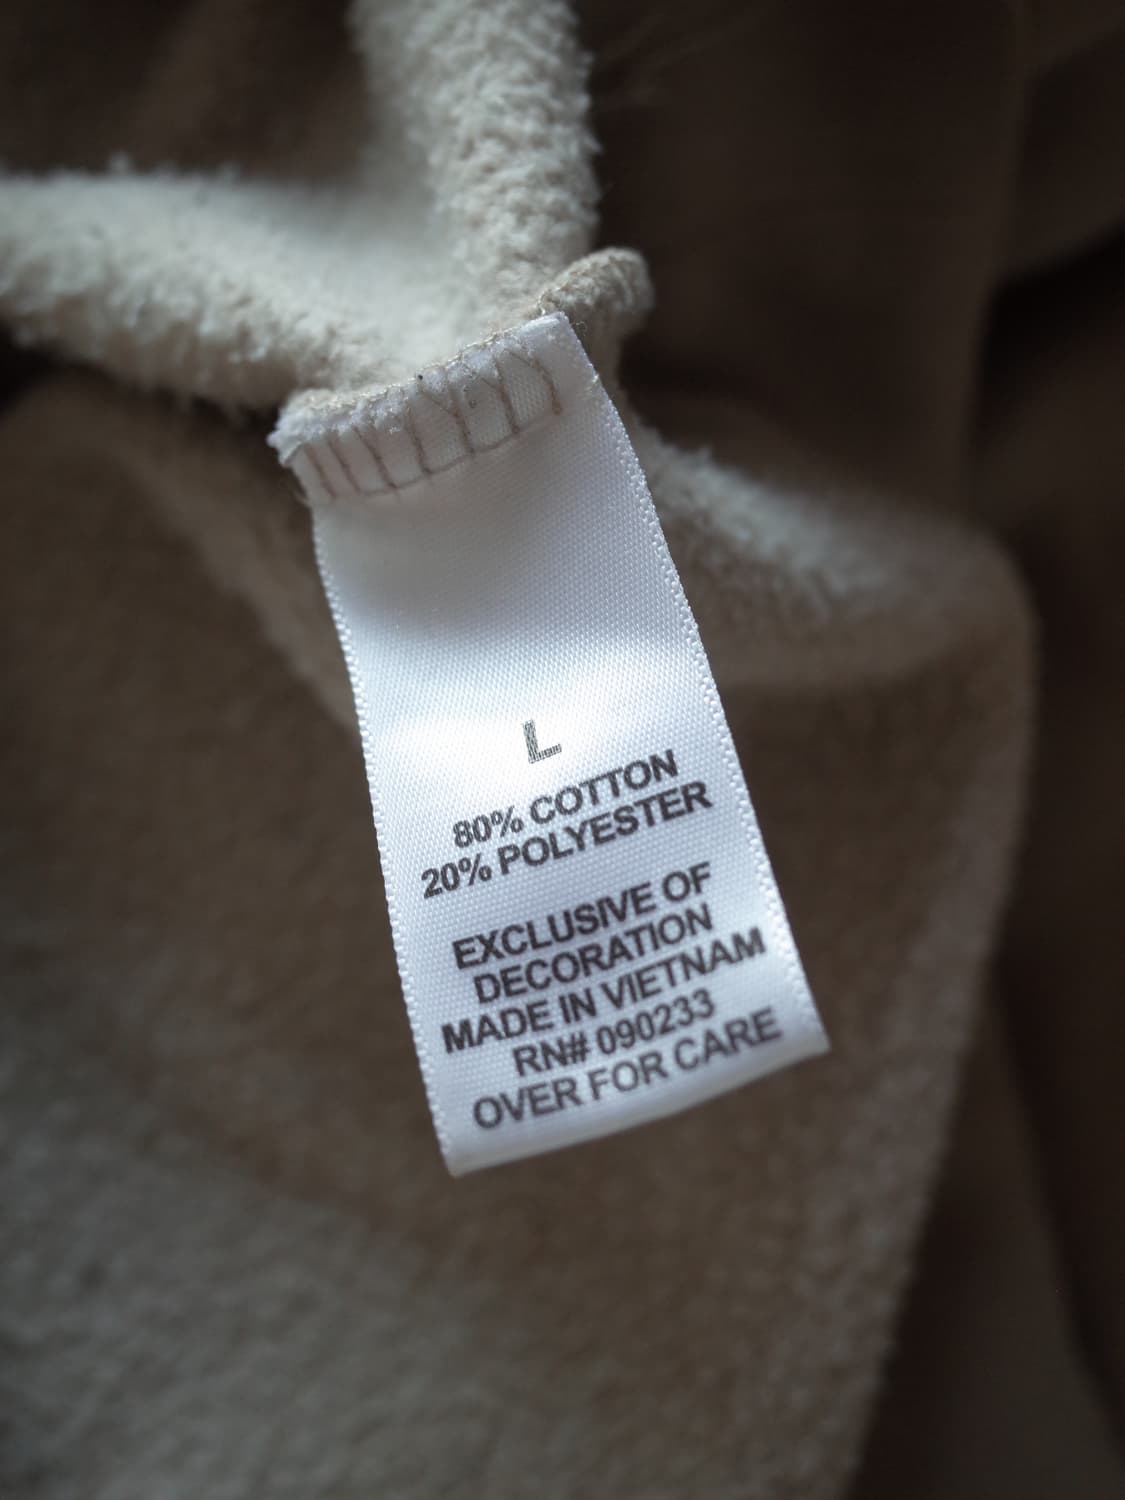 L
80% COTTON
20% POLYESTER
EXCLUSIVE OF
DECORATION
MADE IN VIETNAM
RN# 090233
OVER FOR CARE